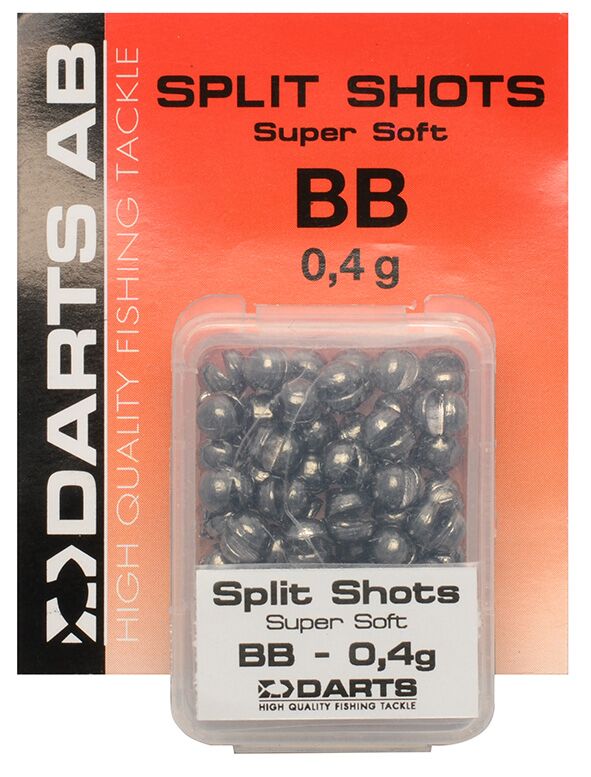 DARTS AB
HIGH QUALITY FISHING TACKLE
SPLIT SHOTS
Super Soft
BB
0,4 g
Split Shots
Super Soft
BB - 0,4g
DARTS
HIGH QUALITY FISHING TACKLE